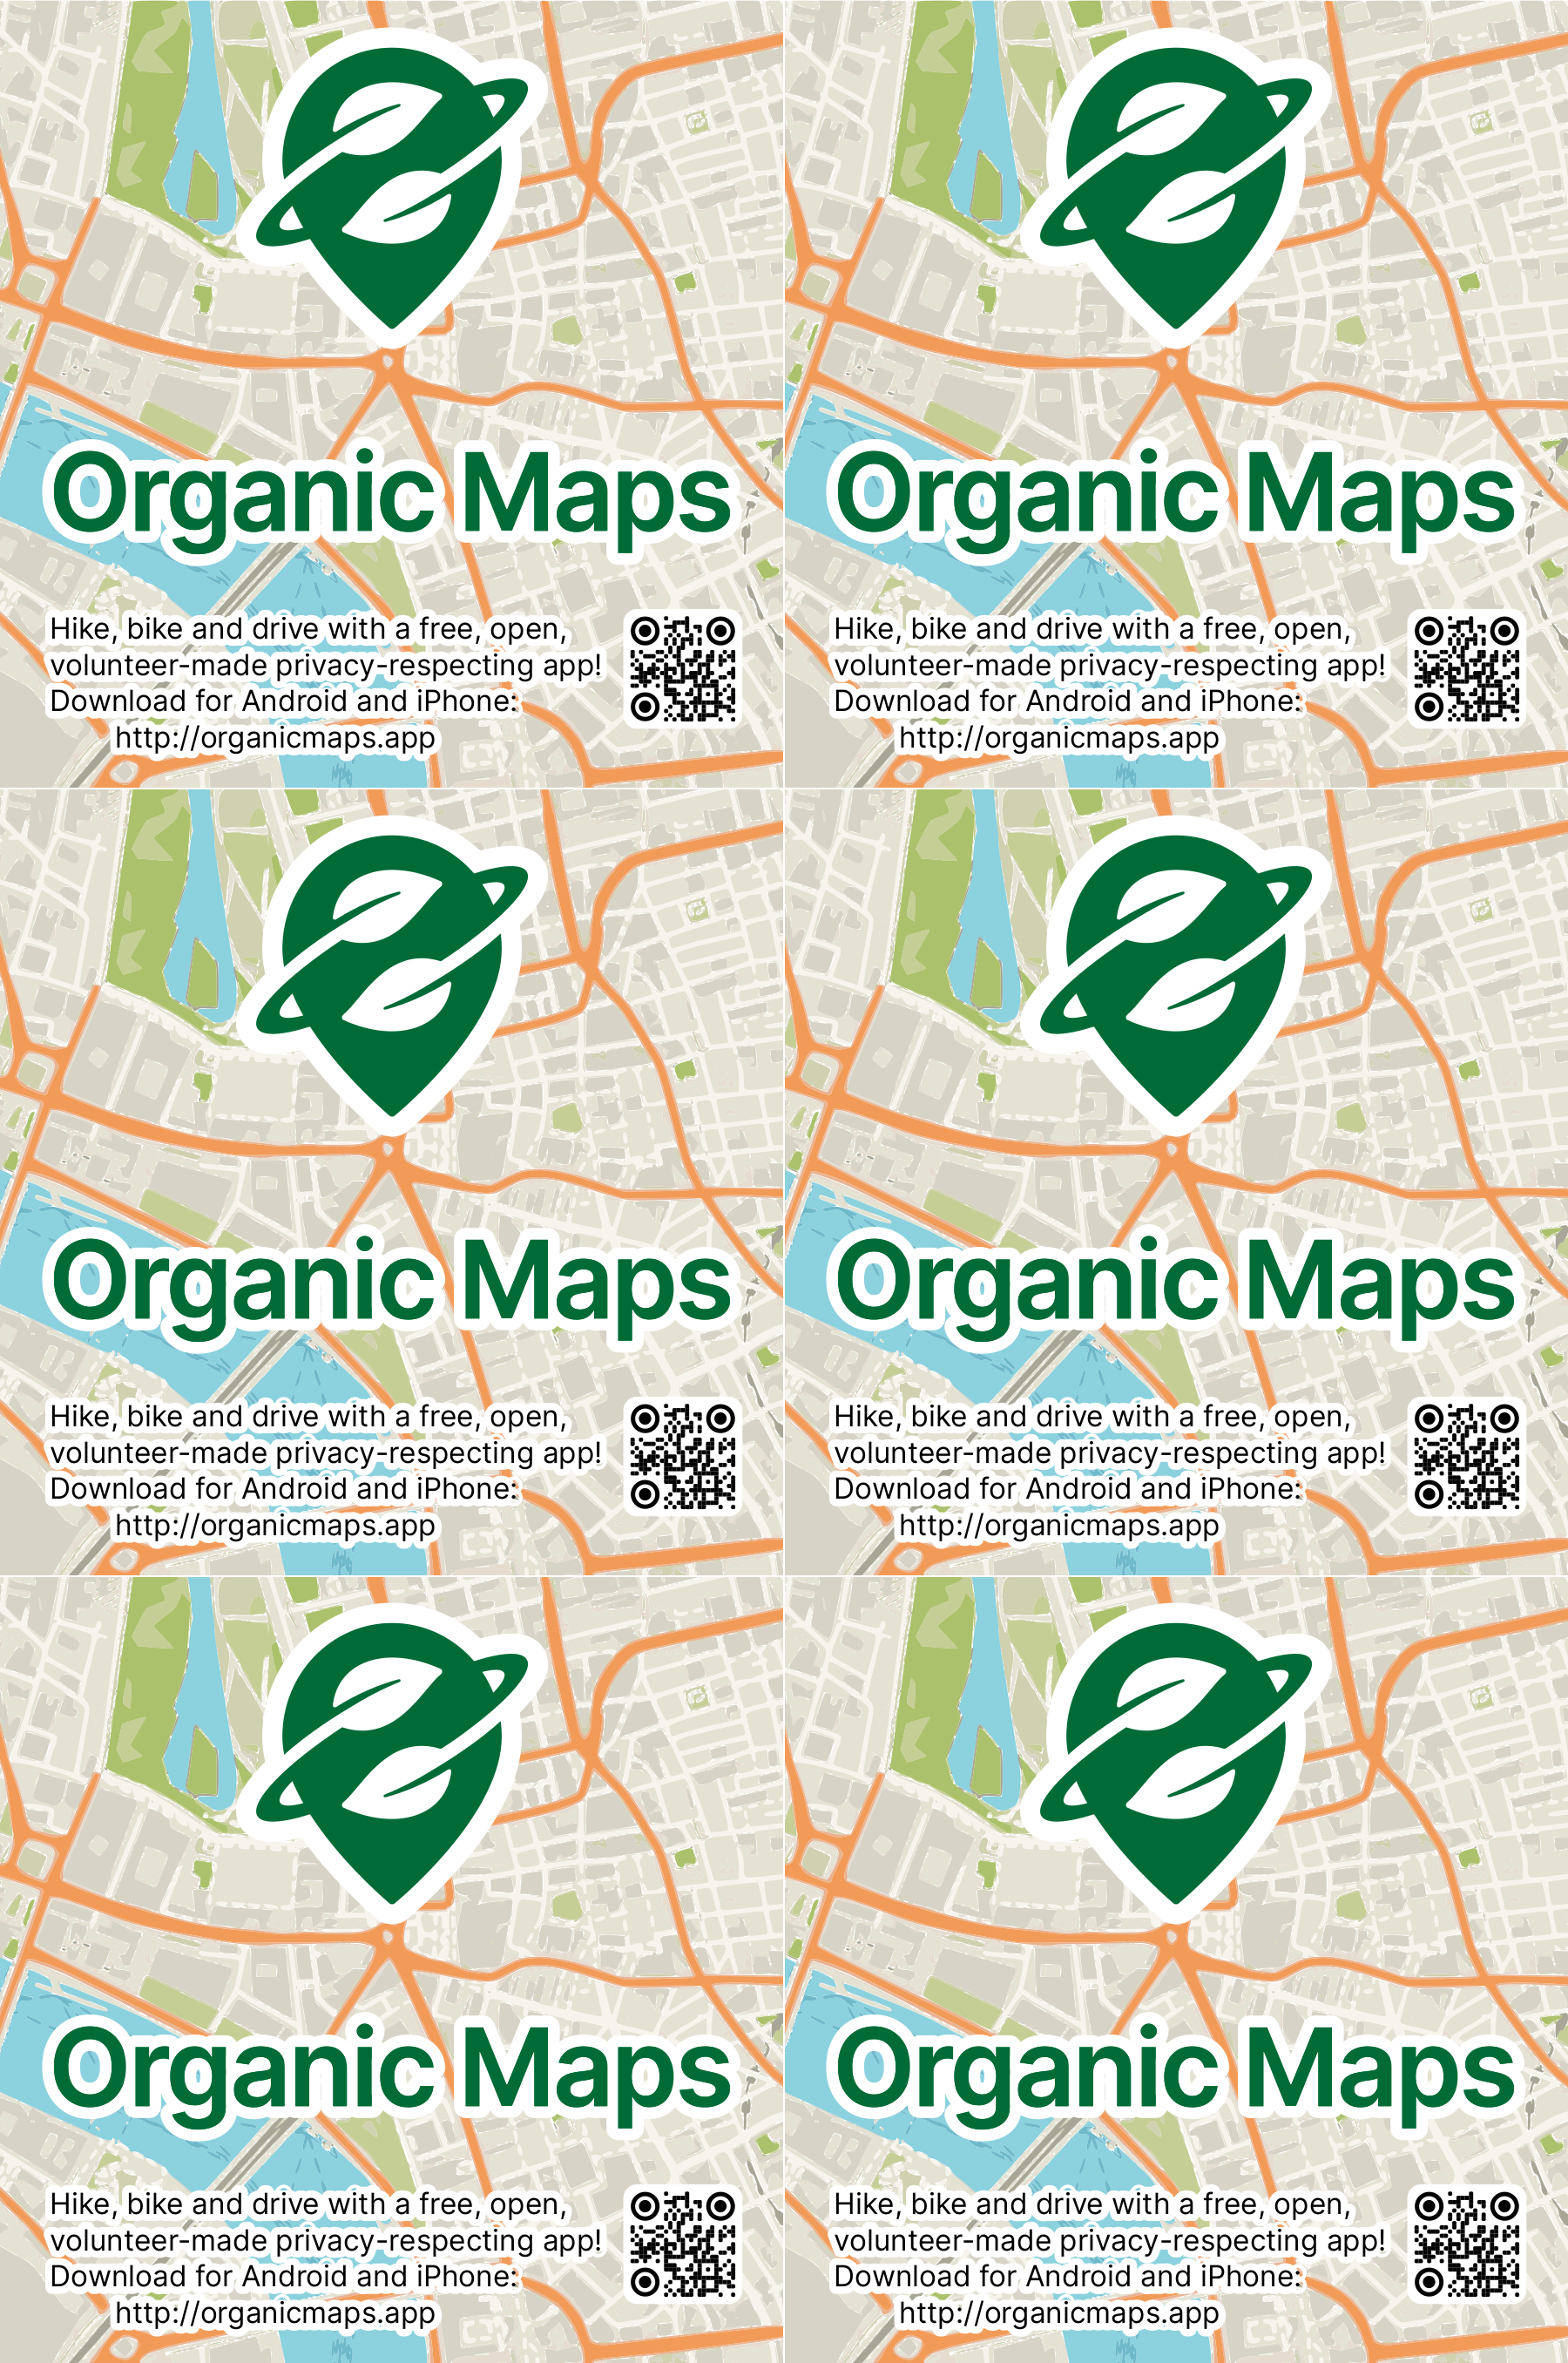 Organic Maps
Hike, bike and drive with a free, open,
volunteer-made privacy-respecting app!
Download for Android and iPhone:
http://organicmaps.app
Organic Maps
Hike, bike and drive with a free, open,
volunteer-made privacy-respecting app!
Download for Android and iPhone:
http://organicmaps.app
Organic Maps
Hike, bike and drive with a free, open,
volunteer-made privacy-respecting app!
Download for Android and iPhone:
http://organicmaps.app
Organic Maps
Hike, bike and drive with a free, open,
volunteer-made privacy-respecting app!
Download for Android and iPhone:
http://organicmaps.app
Organic Maps
Hike, bike and drive with a free, open,
volunteer-made privacy-respecting app!
Download for Android and iPhone:
http://organicmaps.app
Organic Maps
Hike, bike and drive with a free, open,
volunteer-made privacy-respecting app!
Download for Android and iPhone:
http://organicmaps.app